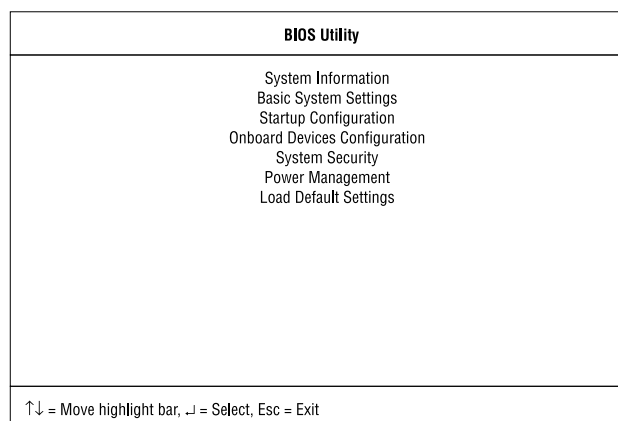 BIOS Utility
System Information
Basic System Settings
Startup Configuration
Onboard Devices Configuration
System Security
Power Management
Load Default Settings
↑↓ = Move highlight bar, ↵ = Select, Esc = Exit